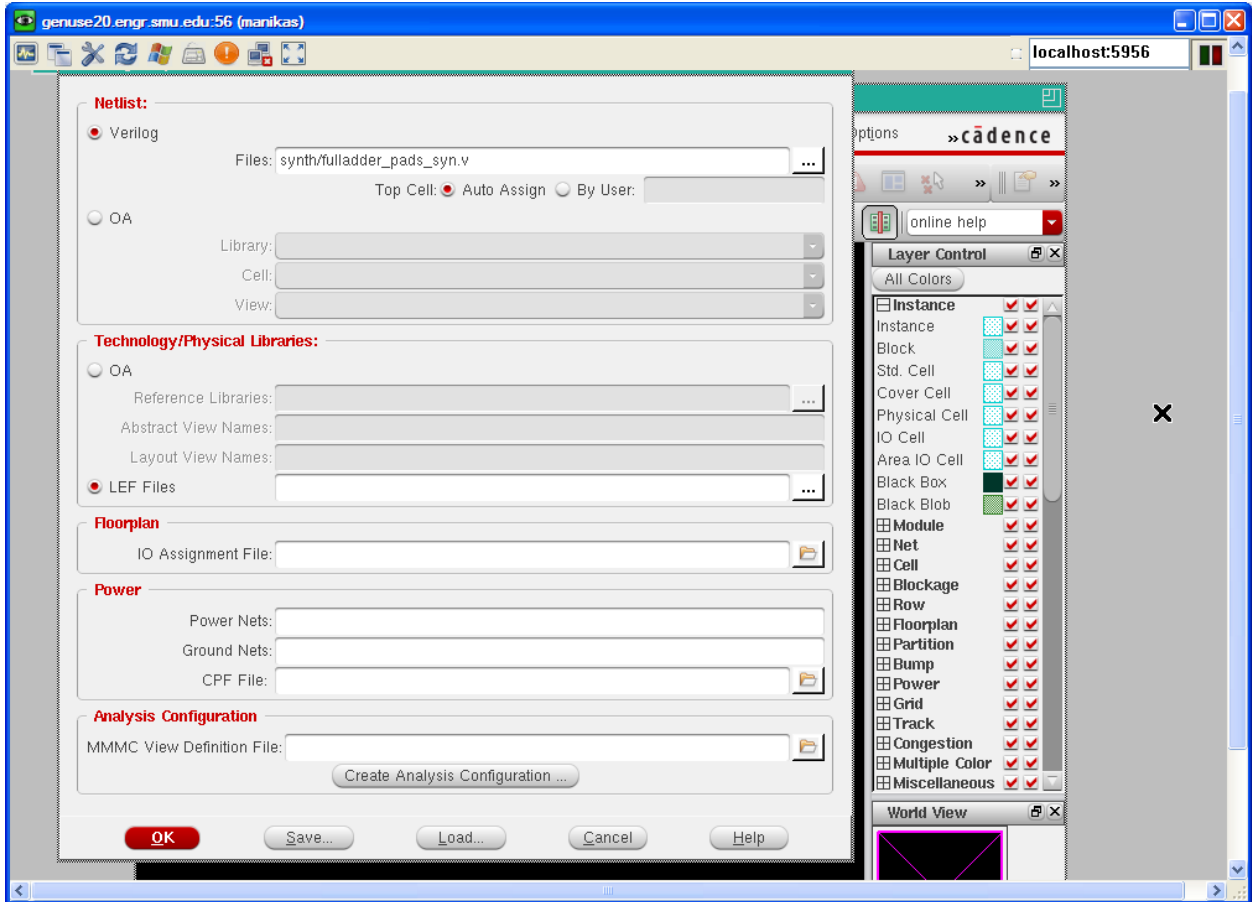 genuse20.engr.smu.edu:56 (manikas)
localhost:5956
Netlist:
Verilog
Files: synth/fulladder_pads_syn.v ...
Top Cell: Auto Assign By User:
OA
Library:
Cell:
View:
Technology/Physical Libraries:
OA
Reference Libraries: ...
Abstract View Names:
Layout View Names:
LEF Files ...
Floorplan
IO Assignment File:
Power
Power Nets:
Ground Nets:
CPF File:
Analysis Configuration
MMMC View Definition File:
Create Analysis Configuration ...
OK Save... Load... Cancel Help
Options » cādence
» »
online help
Layer Control
All Colors
Instance
Instance
Block
Std. Cell
Cover Cell
Physical Cell
IO Cell
Area IO Cell
Black Box
Black Blob
Module
Net
Cell
Blockage
Row
Floorplan
Partition
Bump
Power
Grid
Track
Congestion
Multiple Color
Miscellaneous
World View